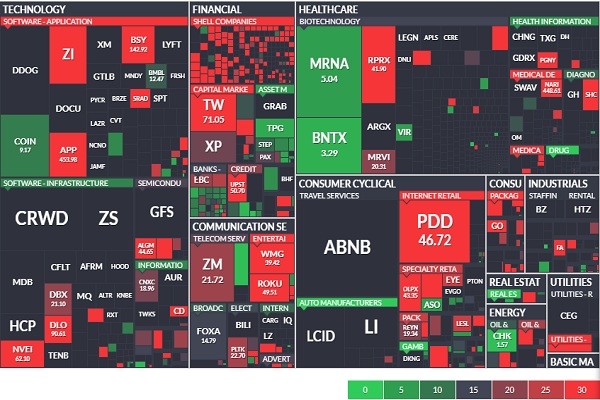 TECHNOLOGY
SOFTWARE - APPLICATION
DDOG
ZI
XM
BSY
142.92
LYFT
GTLB
MNDY
BMBL
12.47
FRSH
DOCU
PYCR
BRZE
SRAD
SPT
COIN
9.17
APP
453.98
LAZR
CVT
NCNO
JAMF
SOFTWARE - INFRASTRUCTURE
CRWD
ZS
MDB
CFLT
AFRM
HOOD
DBX
21.10
MQ
ALTR
KNBE
HCP
DLO
90.61
RXT
NVEI
62.10
TENB
SEMICONDU
GFS
ALGM
44.65
INFORMATIO
CNXC
18.96
AUR
TWKS
CD
FINANCIAL
SHELL COMPANIES
CAPITAL MARKE
TW
71.05
XP
ASSET M
GRAB
TPG
STEP
PAX
BANKS -
EBC
CREDIT
UPST
50.70
BHF
COMMUNICATION SE
TELECOM SERV
ZM
21.72
ENTERTAI
WMG
39.42
ROKU
49.51
BROADC
FOXA
14.79
ELECT
BILI
PLTK
22.70
INTERN
CARG
IQ
LZ
ADVERT
HEALTHCARE
BIOTECHNOLOGY
MRNA
5.04
RPRX
41.90
LEGN
APLS
CERE
DNLI
BNTX
3.29
ARGX
VIR
MRVI
20.31
HEALTH INFORMATION
CHNG
TXG
DH
GDRX
PGNY
MEDICAL DE
SWAV
NARI
448.61
DIAGNO
GH
SHC
OM
MEDICA
DRUG
CONSUMER CYCLICAL
TRAVEL SERVICES
ABNB
AUTO MANUFACTURERS
LCID
LI
INTERNET RETAIL
PDD
46.72
SPECIALTY RETA
OLPX
43.35
EYE
EVGO
PTON
ASO
PACK
REYN
19.34
LESL
GAMB
DKNG
CONSU
PACKAG
GO
INDUSTRIALS
STAFFIN
RENTAL
BZ
HTZ
FA
REAL ESTAT
REAL ES
ENERGY
OIL &
OIL &
CHK
1.57
UTILITIES
UTILITIES - R
CEG
UTILITIES -
BASIC MA
0
5
10
15
20
25
30